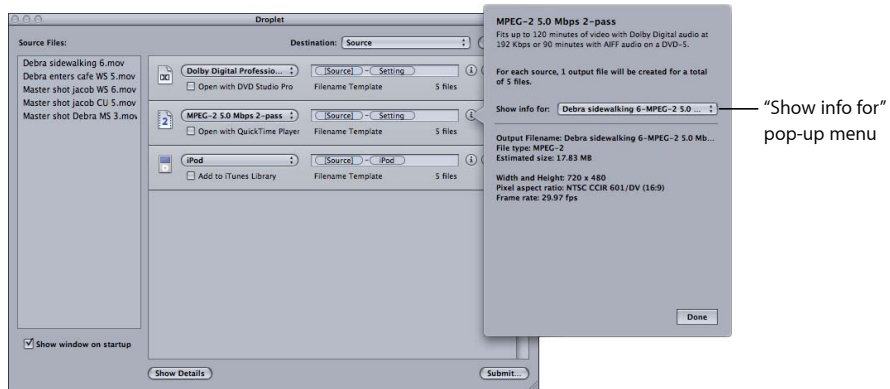 Droplet
Source Files:
Destination: Source
Debra sidewalking 6.mov
Debra enters cafe WS 5.mov
Master shot jacob WS 6.mov
Master shot jacob CU 5.mov
Master shot Debra MS 3.mov
Dolby Digital Professio...
[Source] - Setting
Open with DVD Studio Pro
Filename Template
5 files
MPEG-2 5.0 Mbps 2-pass
[Source] - Setting
Open with QuickTime Player
Filename Template
5 files
iPod
[Source] - iPod
Add to iTunes Library
Filename Template
5 files
Show window on startup
Show Details
Submit...
MPEG-2 5.0 Mbps 2-pass
Fits up to 120 minutes of video with Dolby Digital audio at
192 Kbps or 90 minutes with AIFF audio on a DVD-5.
For each source, 1 output file will be created for a total
of 5 files.
Show info for: Debra sidewalking 6-MPEG-2 5.0 ...
Output Filename: Debra sidewalking 6-MPEG-2 5.0 Mb...
File type: MPEG-2
Estimated size: 17.83 MB
Width and Height: 720 x 480
Pixel aspect ratio: NTSC CCIR 601/DV (16:9)
Frame rate: 29.97 fps
Done
“Show info for”
pop-up menu